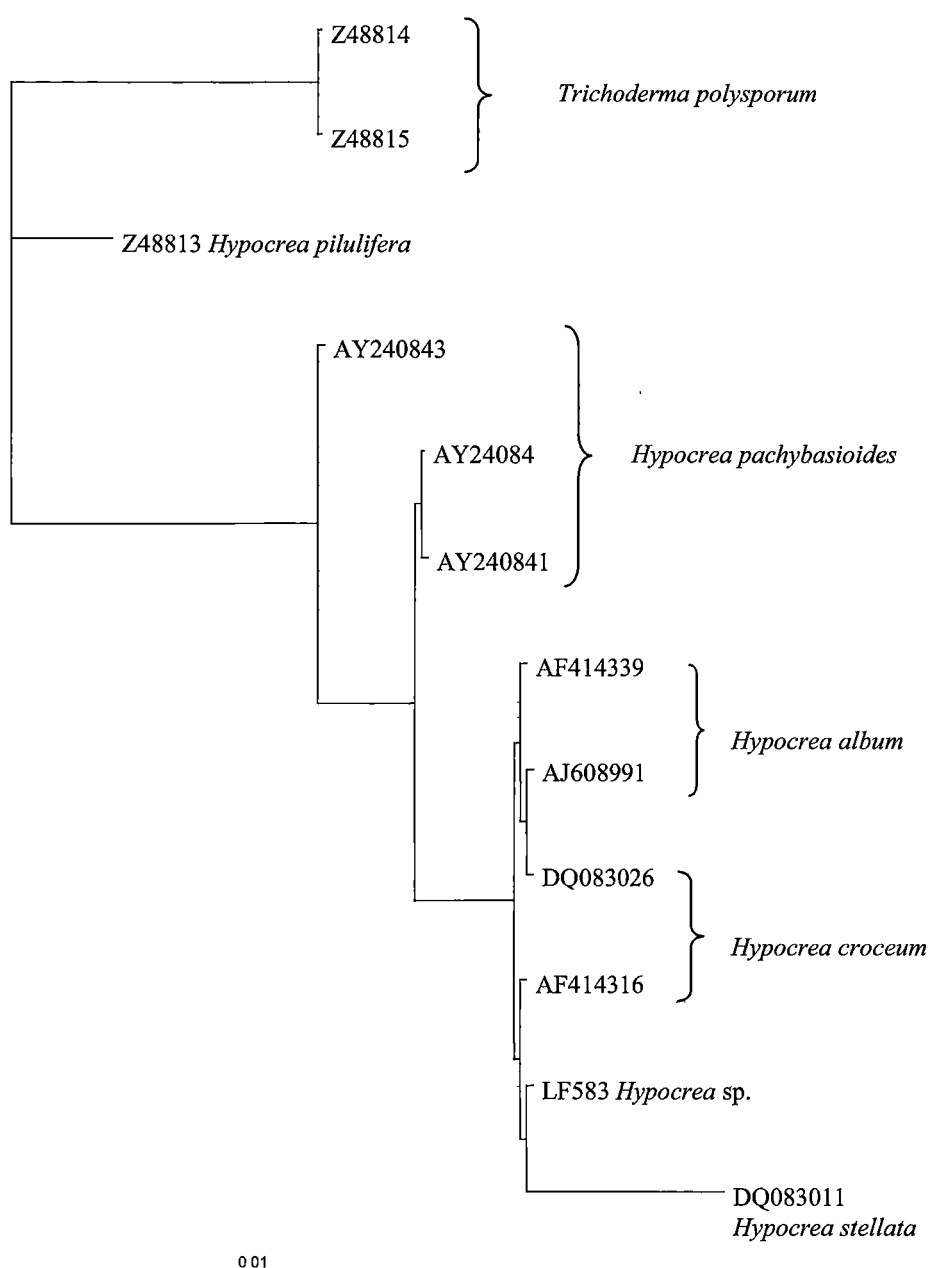 Z48814
Trichoderma polysporum
Z48815
Z48813 Hypocrea pilulifera
AY240843
AY24084
Hypocrea pachybasioides
AY240841
AF414339
Hypocrea album
AJ608991
DQ083026
Hypocrea croceum
AF414316
LF583 Hypocrea sp.
DQ083011
Hypocrea stellata
0 01